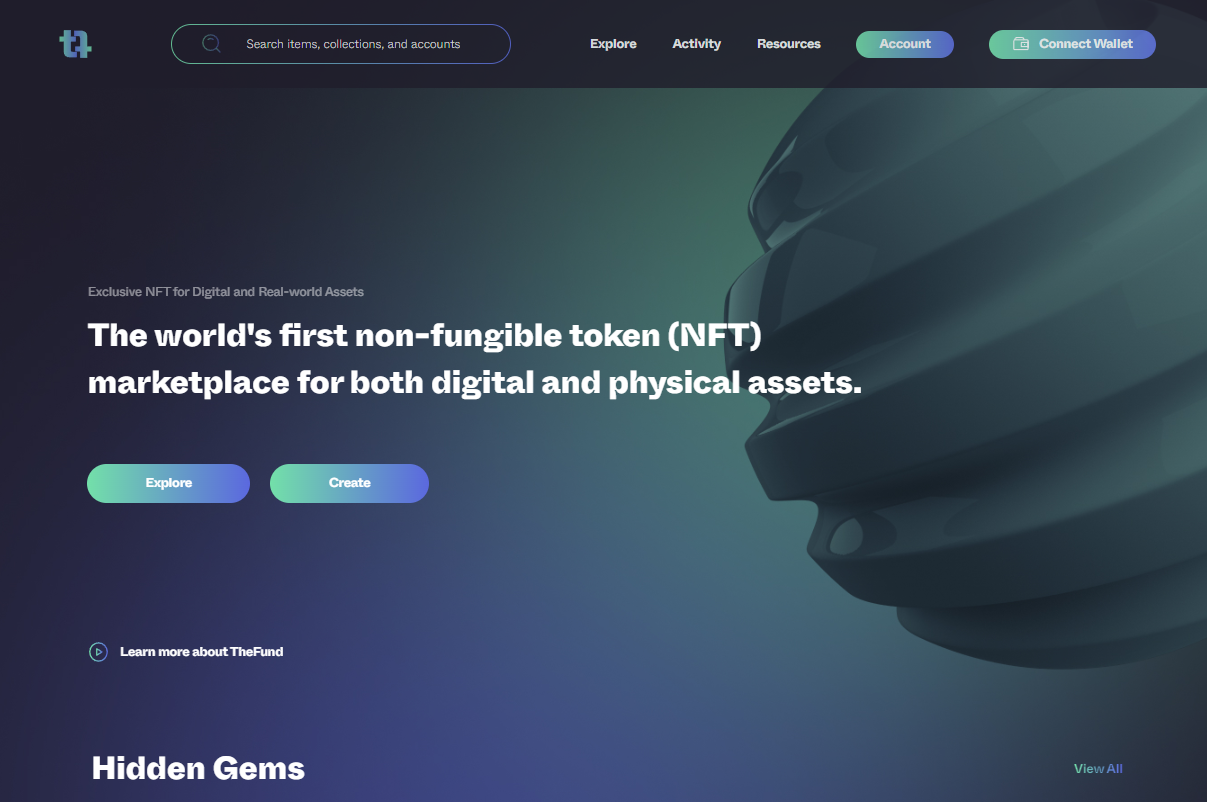 Search items, collections, and accounts
Explore
Activity
Resources
Account
Connect Wallet
Exclusive NFT for Digital and Real-world Assets
The world's first non-fungible token (NFT)
marketplace for both digital and physical assets.
Explore
Create
Learn more about TheFund
Hidden Gems
View All